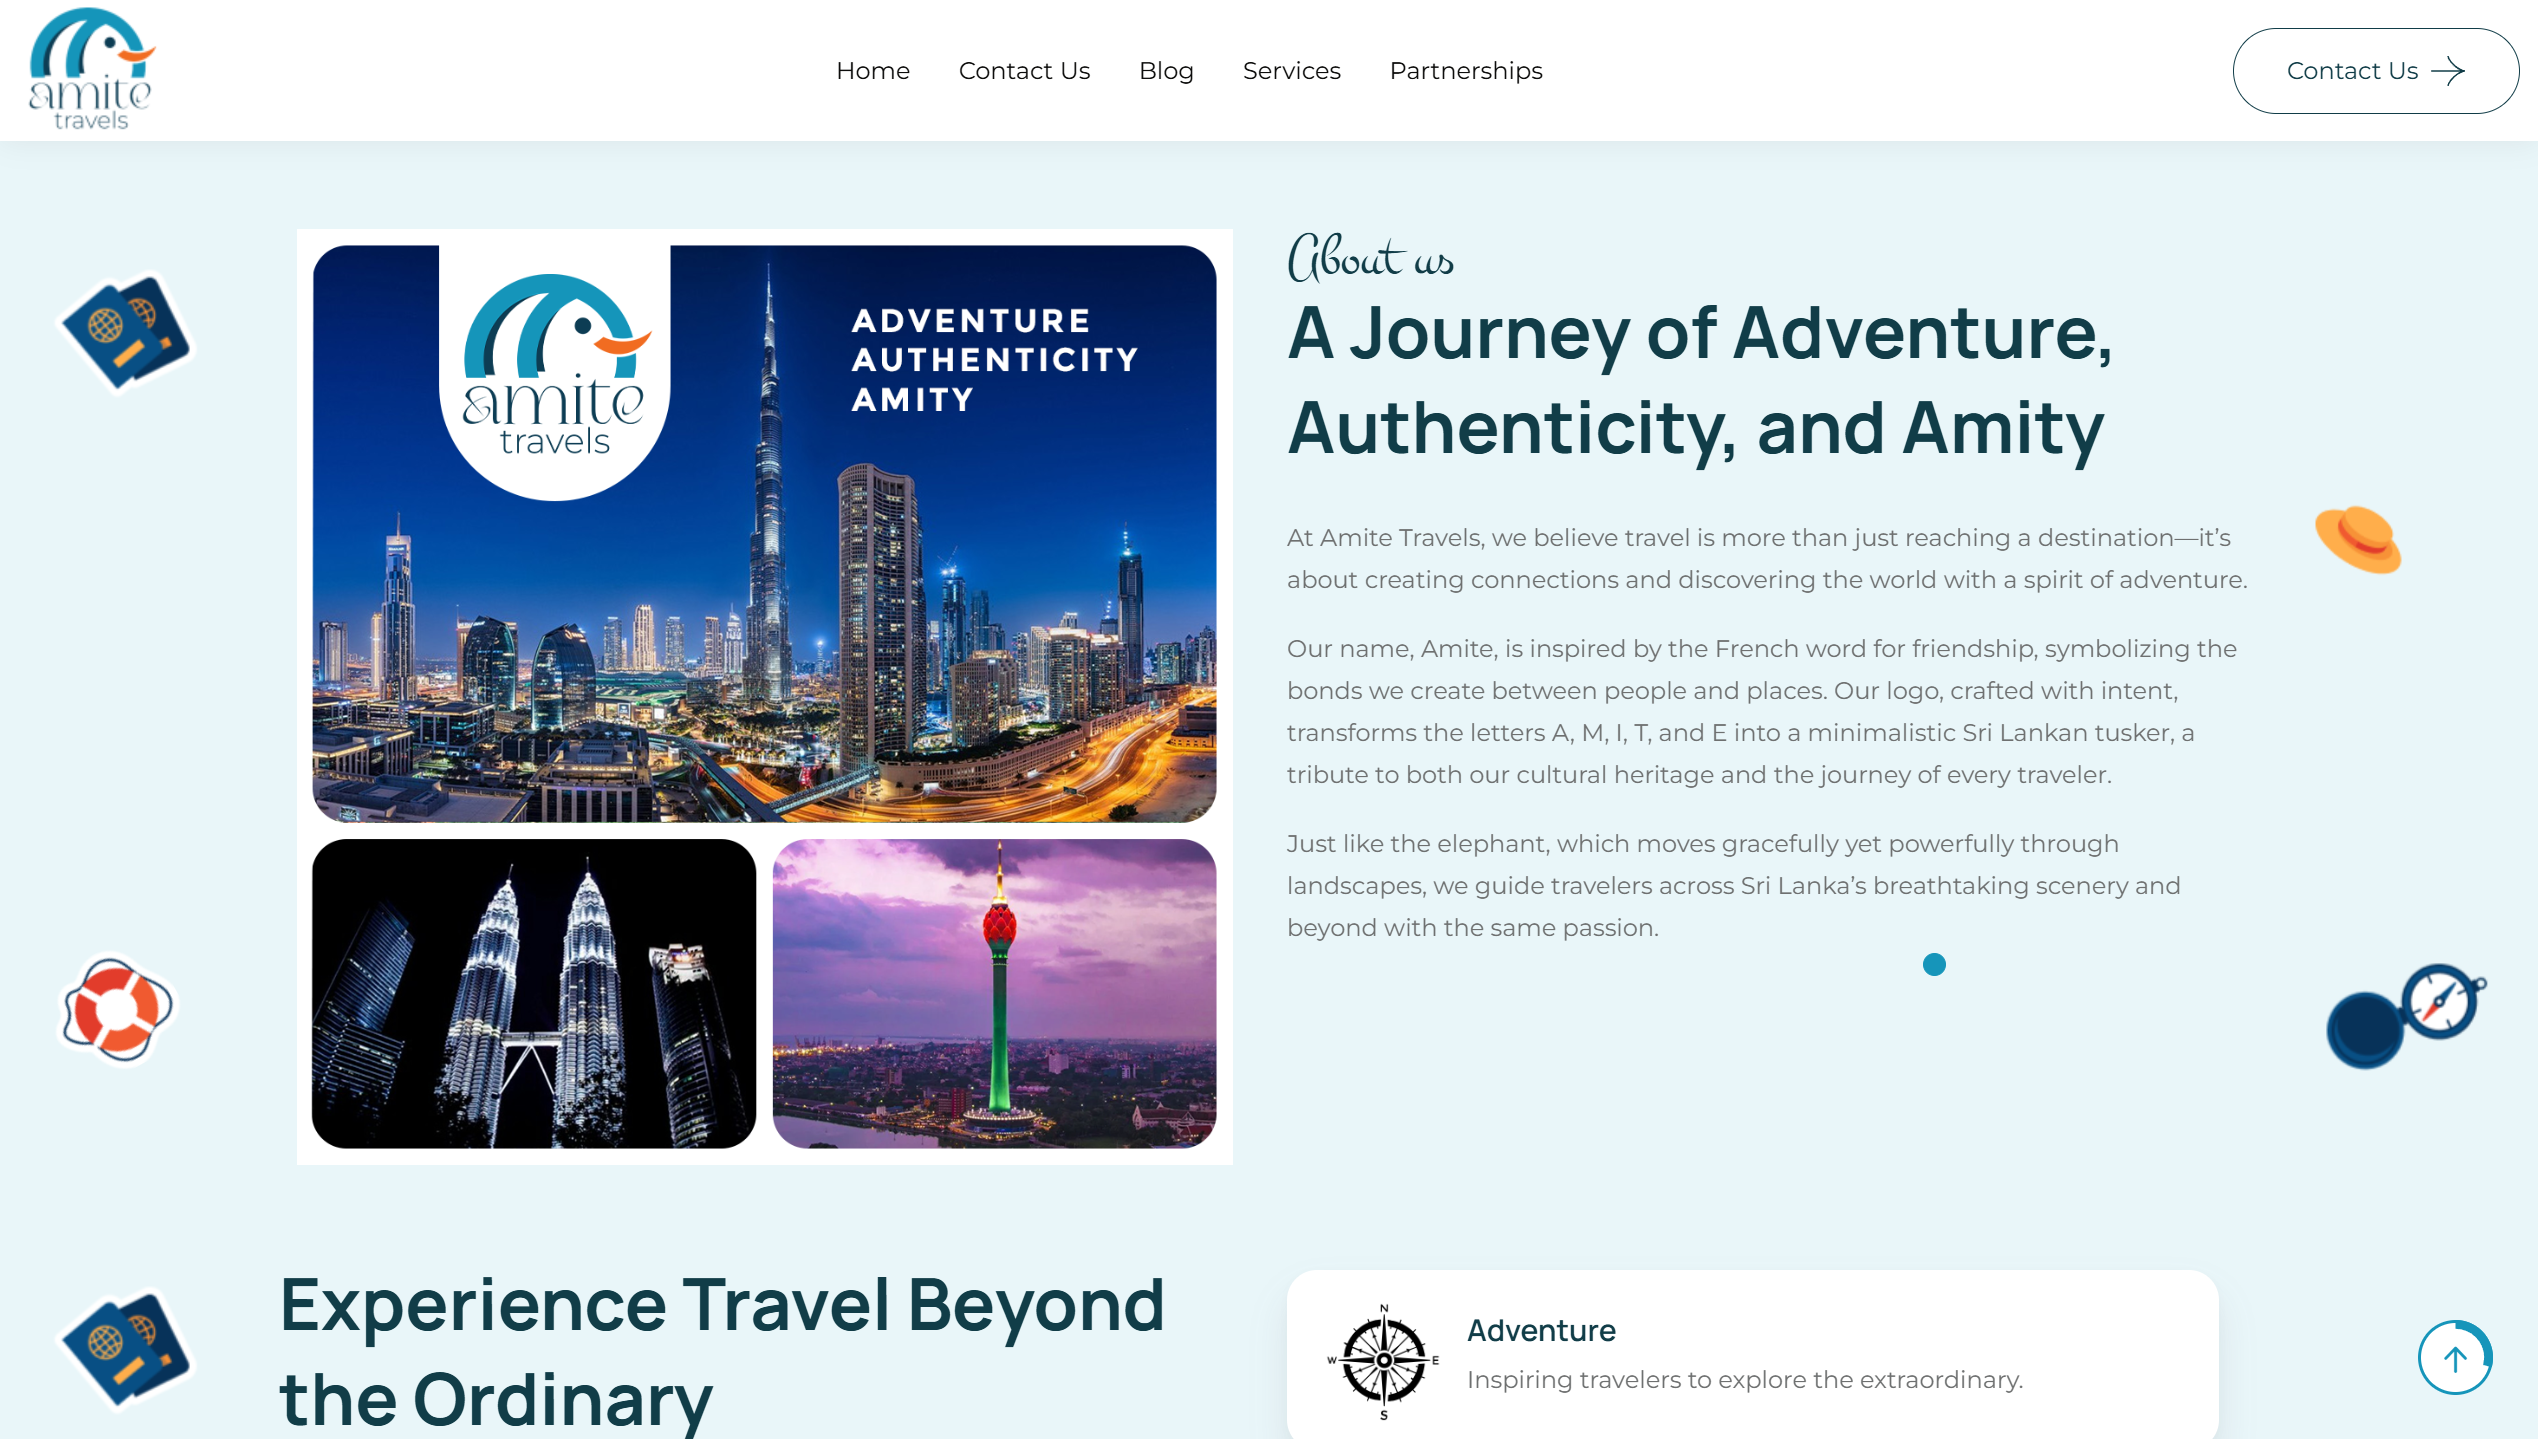 amite
travels
Home
Contact Us
Blog
Services
Partnerships
Contact Us
amite
travels
ADVENTURE
AUTHENTICITY
AMITY
About us
A Journey of Adventure,
Authenticity, and Amity
At Amite Travels, we believe travel is more than just reaching a destination—it’s
about creating connections and discovering the world with a spirit of adventure.
Our name, Amite, is inspired by the French word for friendship, symbolizing the
bonds we create between people and places. Our logo, crafted with intent,
transforms the letters A, M, I, T, and E into a minimalistic Sri Lankan tusker, a
tribute to both our cultural heritage and the journey of every traveler.
Just like the elephant, which moves gracefully yet powerfully through
landscapes, we guide travelers across Sri Lanka’s breathtaking scenery and
beyond with the same passion.
Experience Travel Beyond
the Ordinary
N
W
E
S
Adventure
Inspiring travelers to explore the extraordinary.